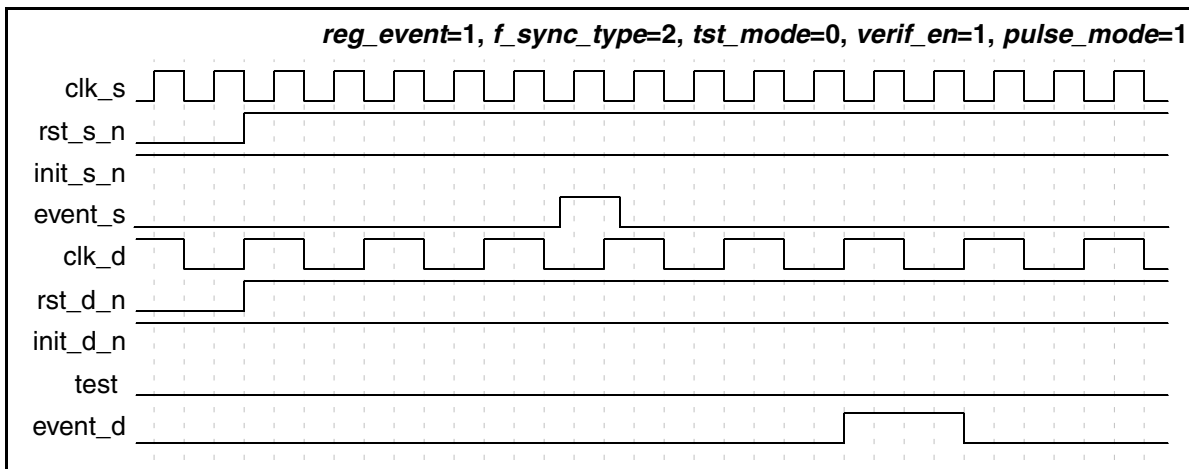 reg_event=1, f_sync_type=2, tst_mode=0, verif_en=1, pulse_mode=1
clk_s
rst_s_n
init_s_n
event_s
clk_d
rst_d_n
init_d_n
test
event_d